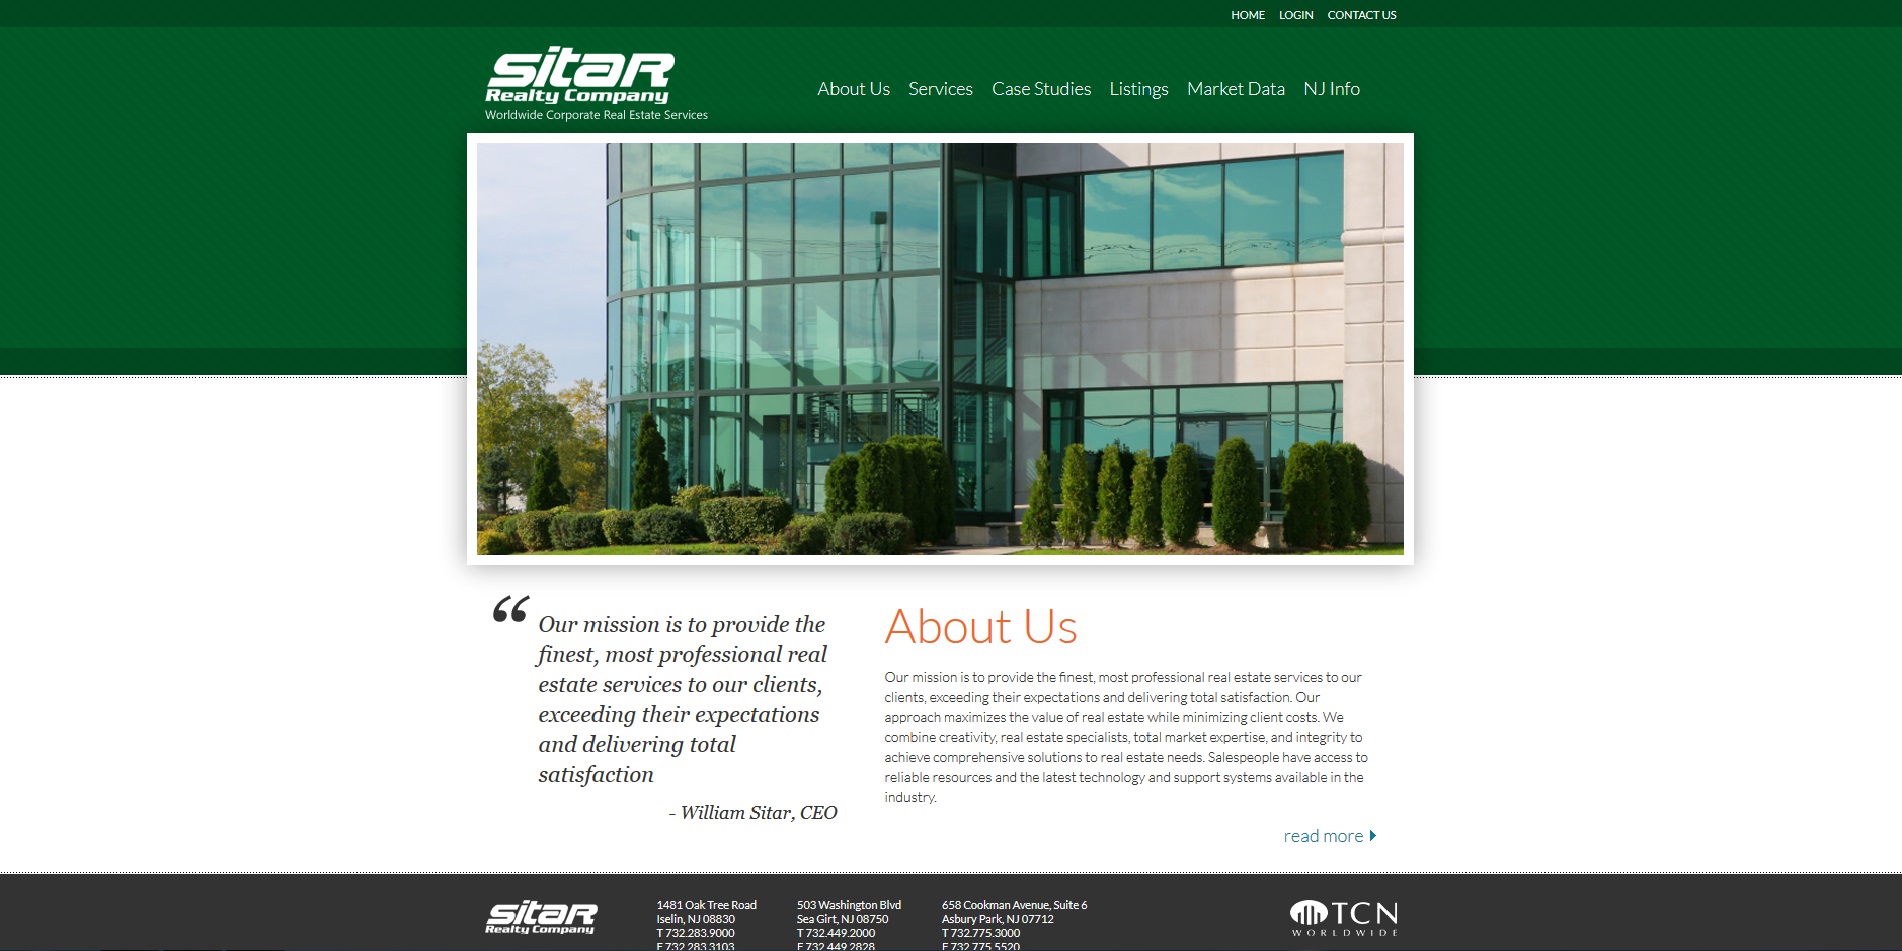 HOME LOGIN CONTACT US
sitaR
Realty Company
Worldwide Corporate Real Estate Services
About Us Services Case Studies Listings Market Data NJ Info
“
Our mission is to provide the
finest, most professional real
estate services to our clients,
exceeding their expectations
and delivering total
satisfaction
- William Sitar, CEO
About Us
Our mission is to provide the finest, most professional real estate services to our
clients, exceeding their expectations and delivering total satisfaction. Our
approach maximizes the value of real estate while minimizing client costs. We
combine creativity, real estate specialists, total market expertise, and integrity to
achieve comprehensive solutions to real estate needs. Salespeople have access to
reliable resources and the latest technology and support systems available in the
industry.
read more
sitaR
Realty Company
1481 Oak Tree Road
Iselin, NJ 08830
T 732.283.9000
F 732.283.3103
503 Washington Blvd
Sea Girt, NJ 08750
T 732.449.2000
F 732.449.2828
658 Cookman Avenue, Suite 6
Asbury Park, NJ 07712
T 732.775.3000
F 732.775.5520
TCN
WORLDWIDE